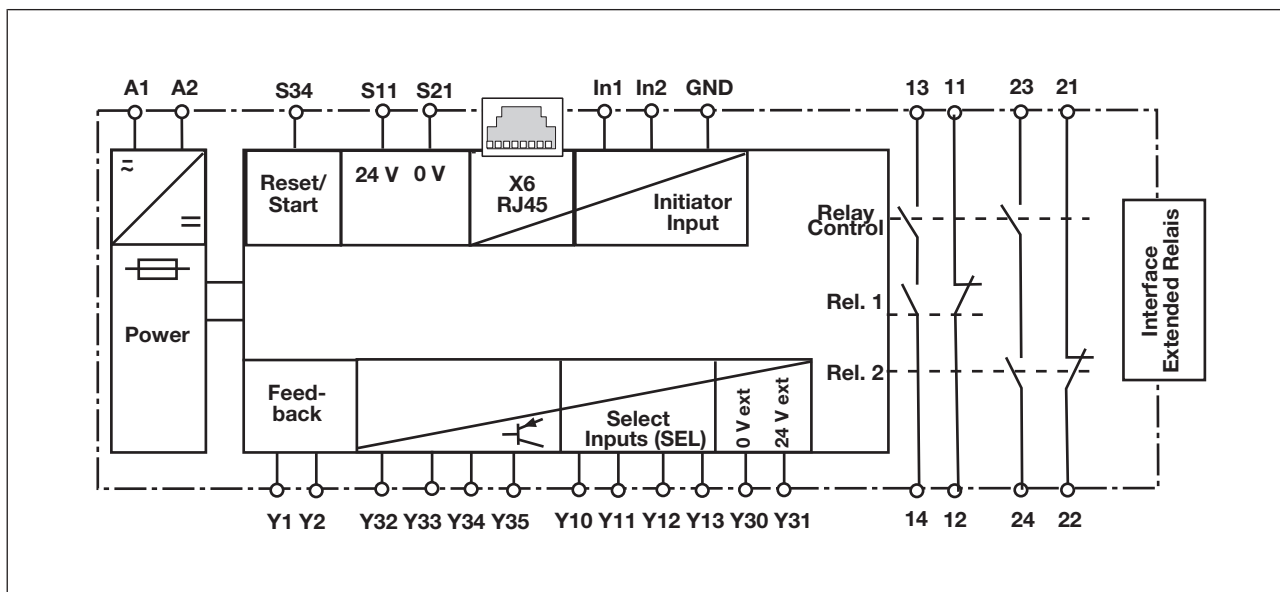 A1 A2 S34 S11 S21 In1 In2 GND 13 11 23 21
Reset/
Start
24 V 0 V
X6
RJ45
Initiator
Input
Relay
Control
Power
Rel. 1
Rel. 2
Interface
Extended Relais
Feed-
back
Select
Inputs (SEL)
0 V ext
24 V ext
Y1 Y2 Y32 Y33 Y34 Y35 Y10 Y11 Y12 Y13 Y30 Y31 14 12 24 22